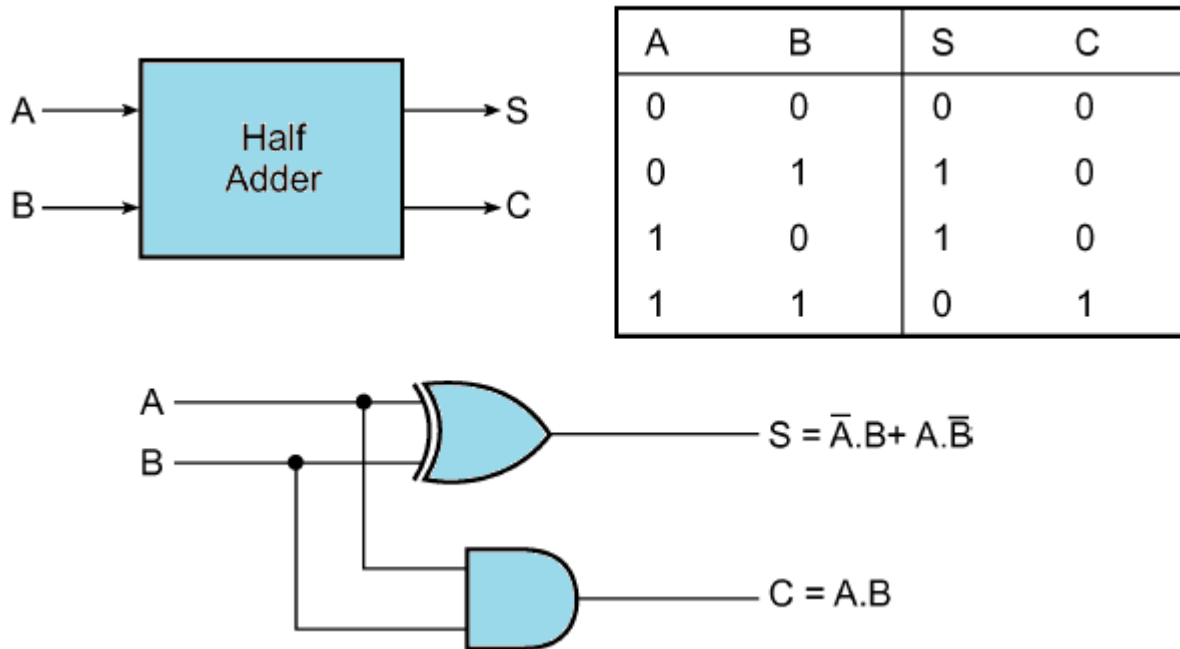 A
B
Half
Adder
S
C
A B S C
0 0 0 0
0 1 1 0
1 0 1 0
1 1 0 1
A
B
S = A̅.B+ A.B̅
C = A.B